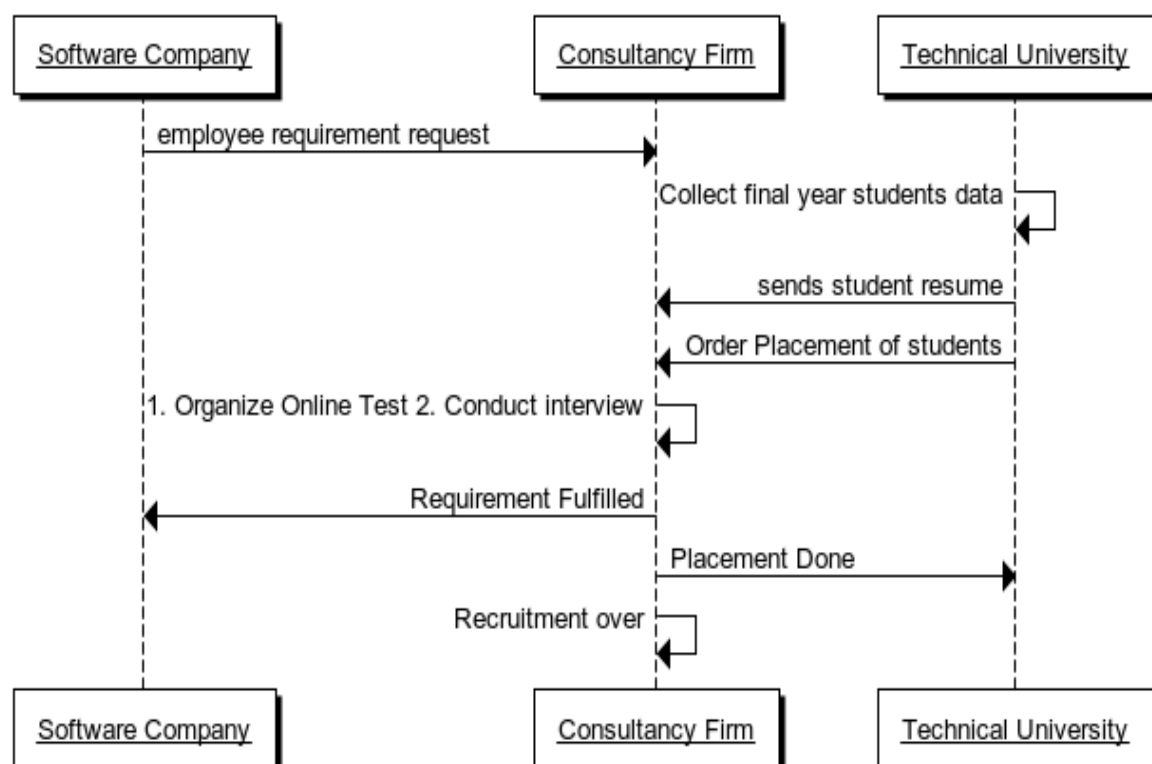 Software Company
Consultancy Firm
Technical University
employee requirement request
Collect final year students data
sends student resume
Order Placement of students
1. Organize Online Test 2. Conduct interview
Requirement Fulfilled
Placement Done
Recruitment over
Software Company
Consultancy Firm
Technical University